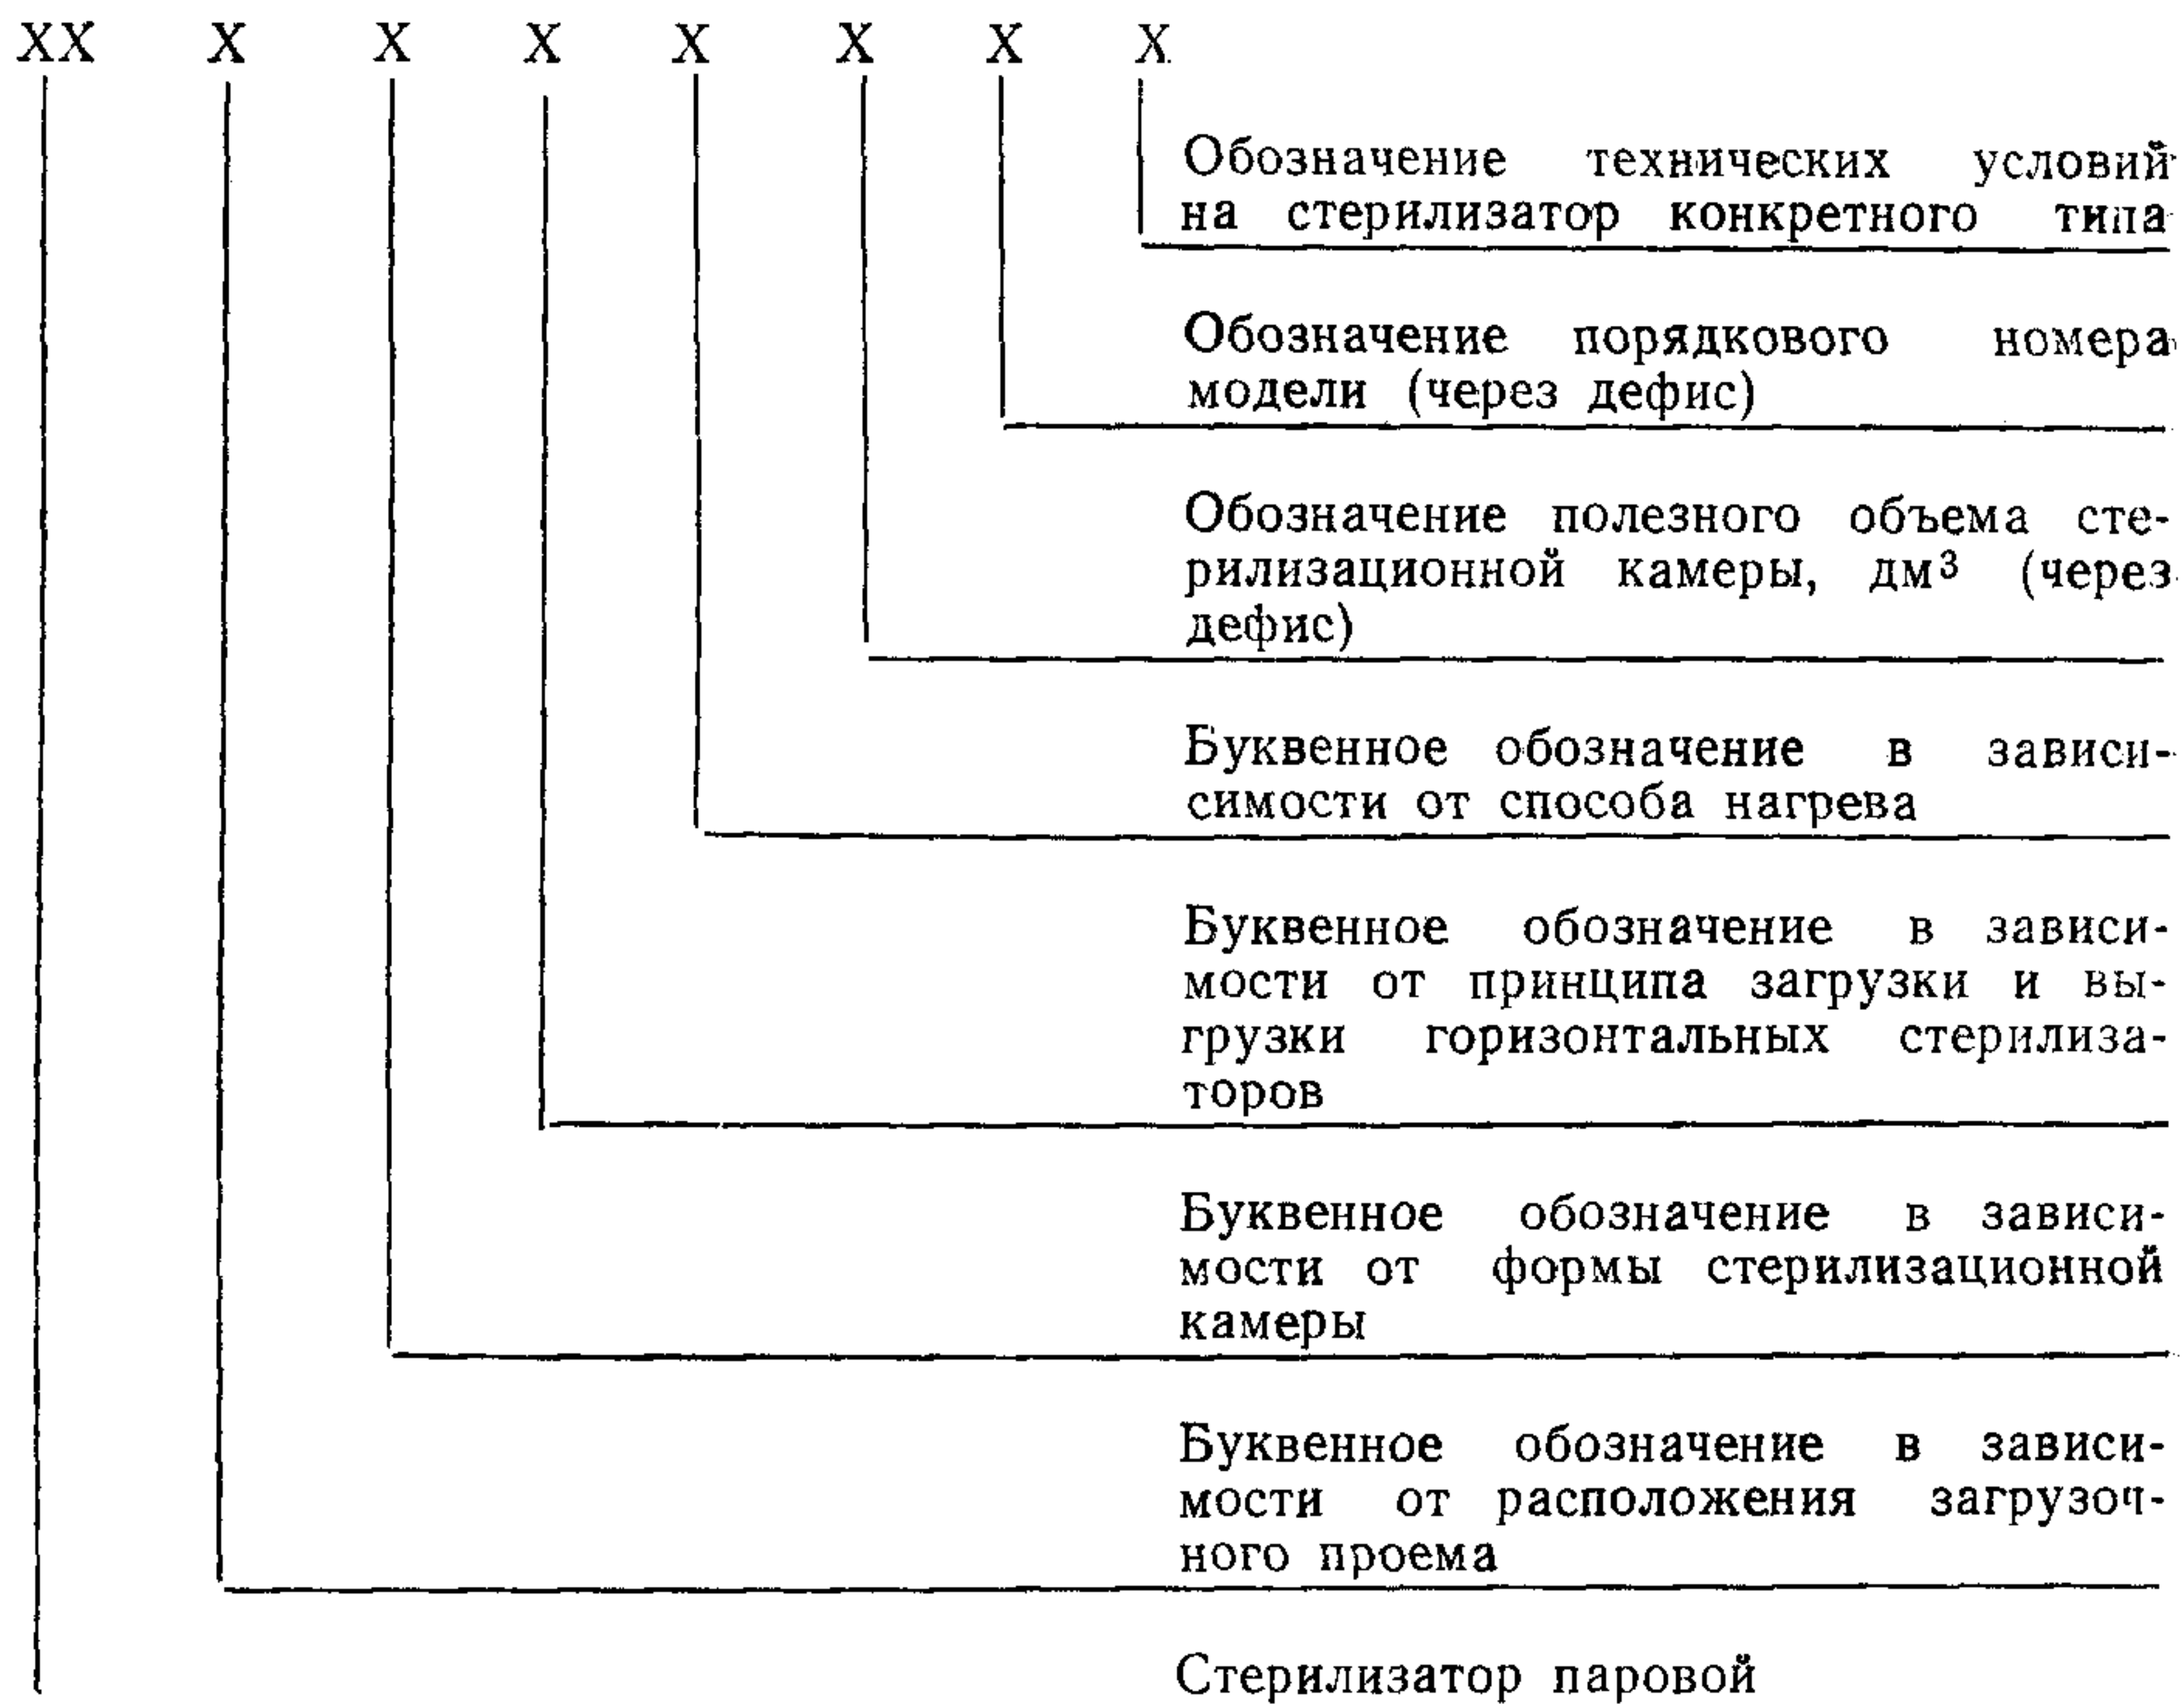 XX X X X X X X X
Обозначение технических условий
на стерилизатор конкретного типа
Обозначение порядкового номера
модели (через дефис)
Обозначение полезного объема сте-
рилизационной камеры, дм³ (через
дефис)
Буквенное обозначение в зависи-
симости от способа нагрева
Буквенное обозначение в зависи-
мости от принципа загрузки и вы-
грузки горизонтальных стерилиза-
торов
Буквенное обозначение в зависи-
мости от формы стерилизационной
камеры
Буквенное обозначение в зависи-
мости от расположения загрузоч-
ного проема
Стерилизатор паровой